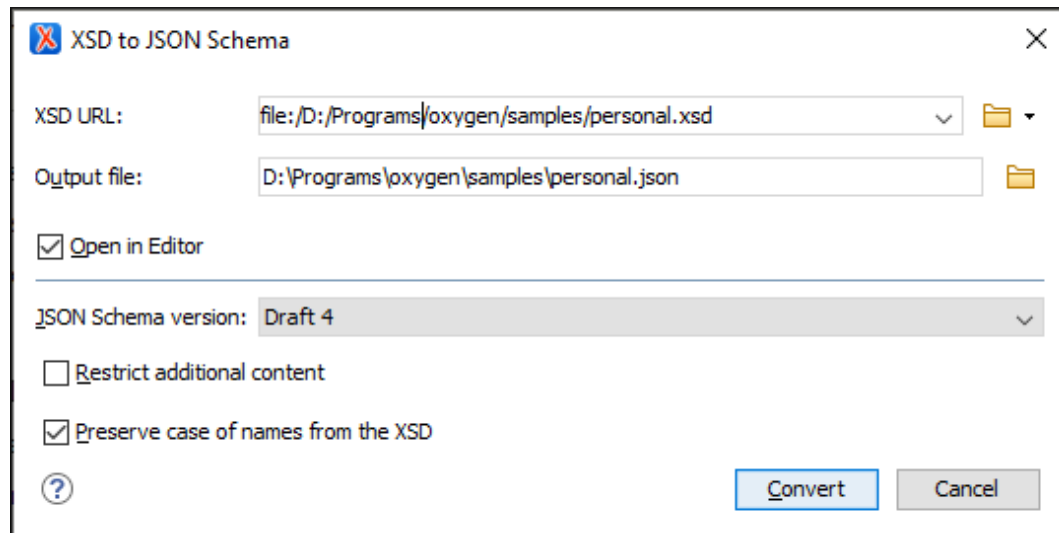 XSD to JSON Schema
XSD URL: file:/D:/Programs/oxygen/samples/personal.xsd
Output file: D:\Programs\oxygen\samples\personal.json
Open in Editor
JSON Schema version: Draft 4
Restrict additional content
Preserve case of names from the XSD
? Convert Cancel